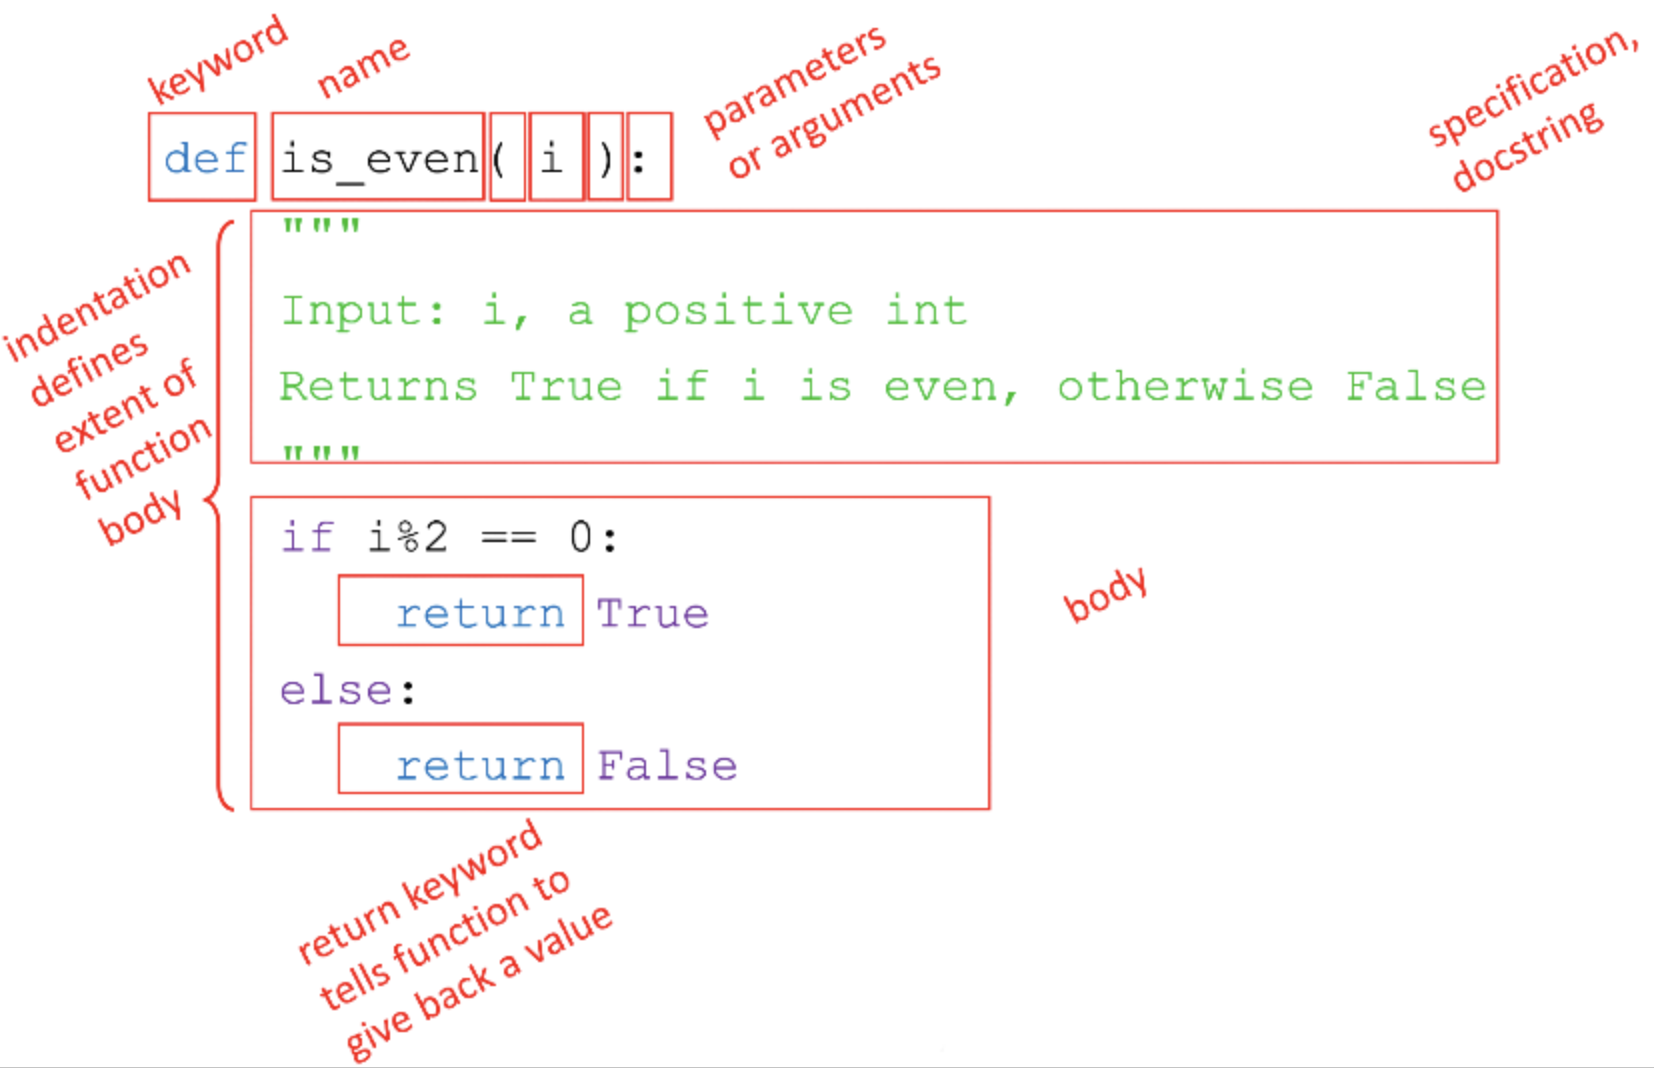 keyword
name
parameters
or arguments
specification,
docstring
def is_even( i ):
indentation
defines
extent of
function
body
"""
Input: i, a positive int
Returns True if i is even, otherwise False
"""
if i%2 == 0:
return True
else:
return False
body
return keyword
tells function to
give back a value